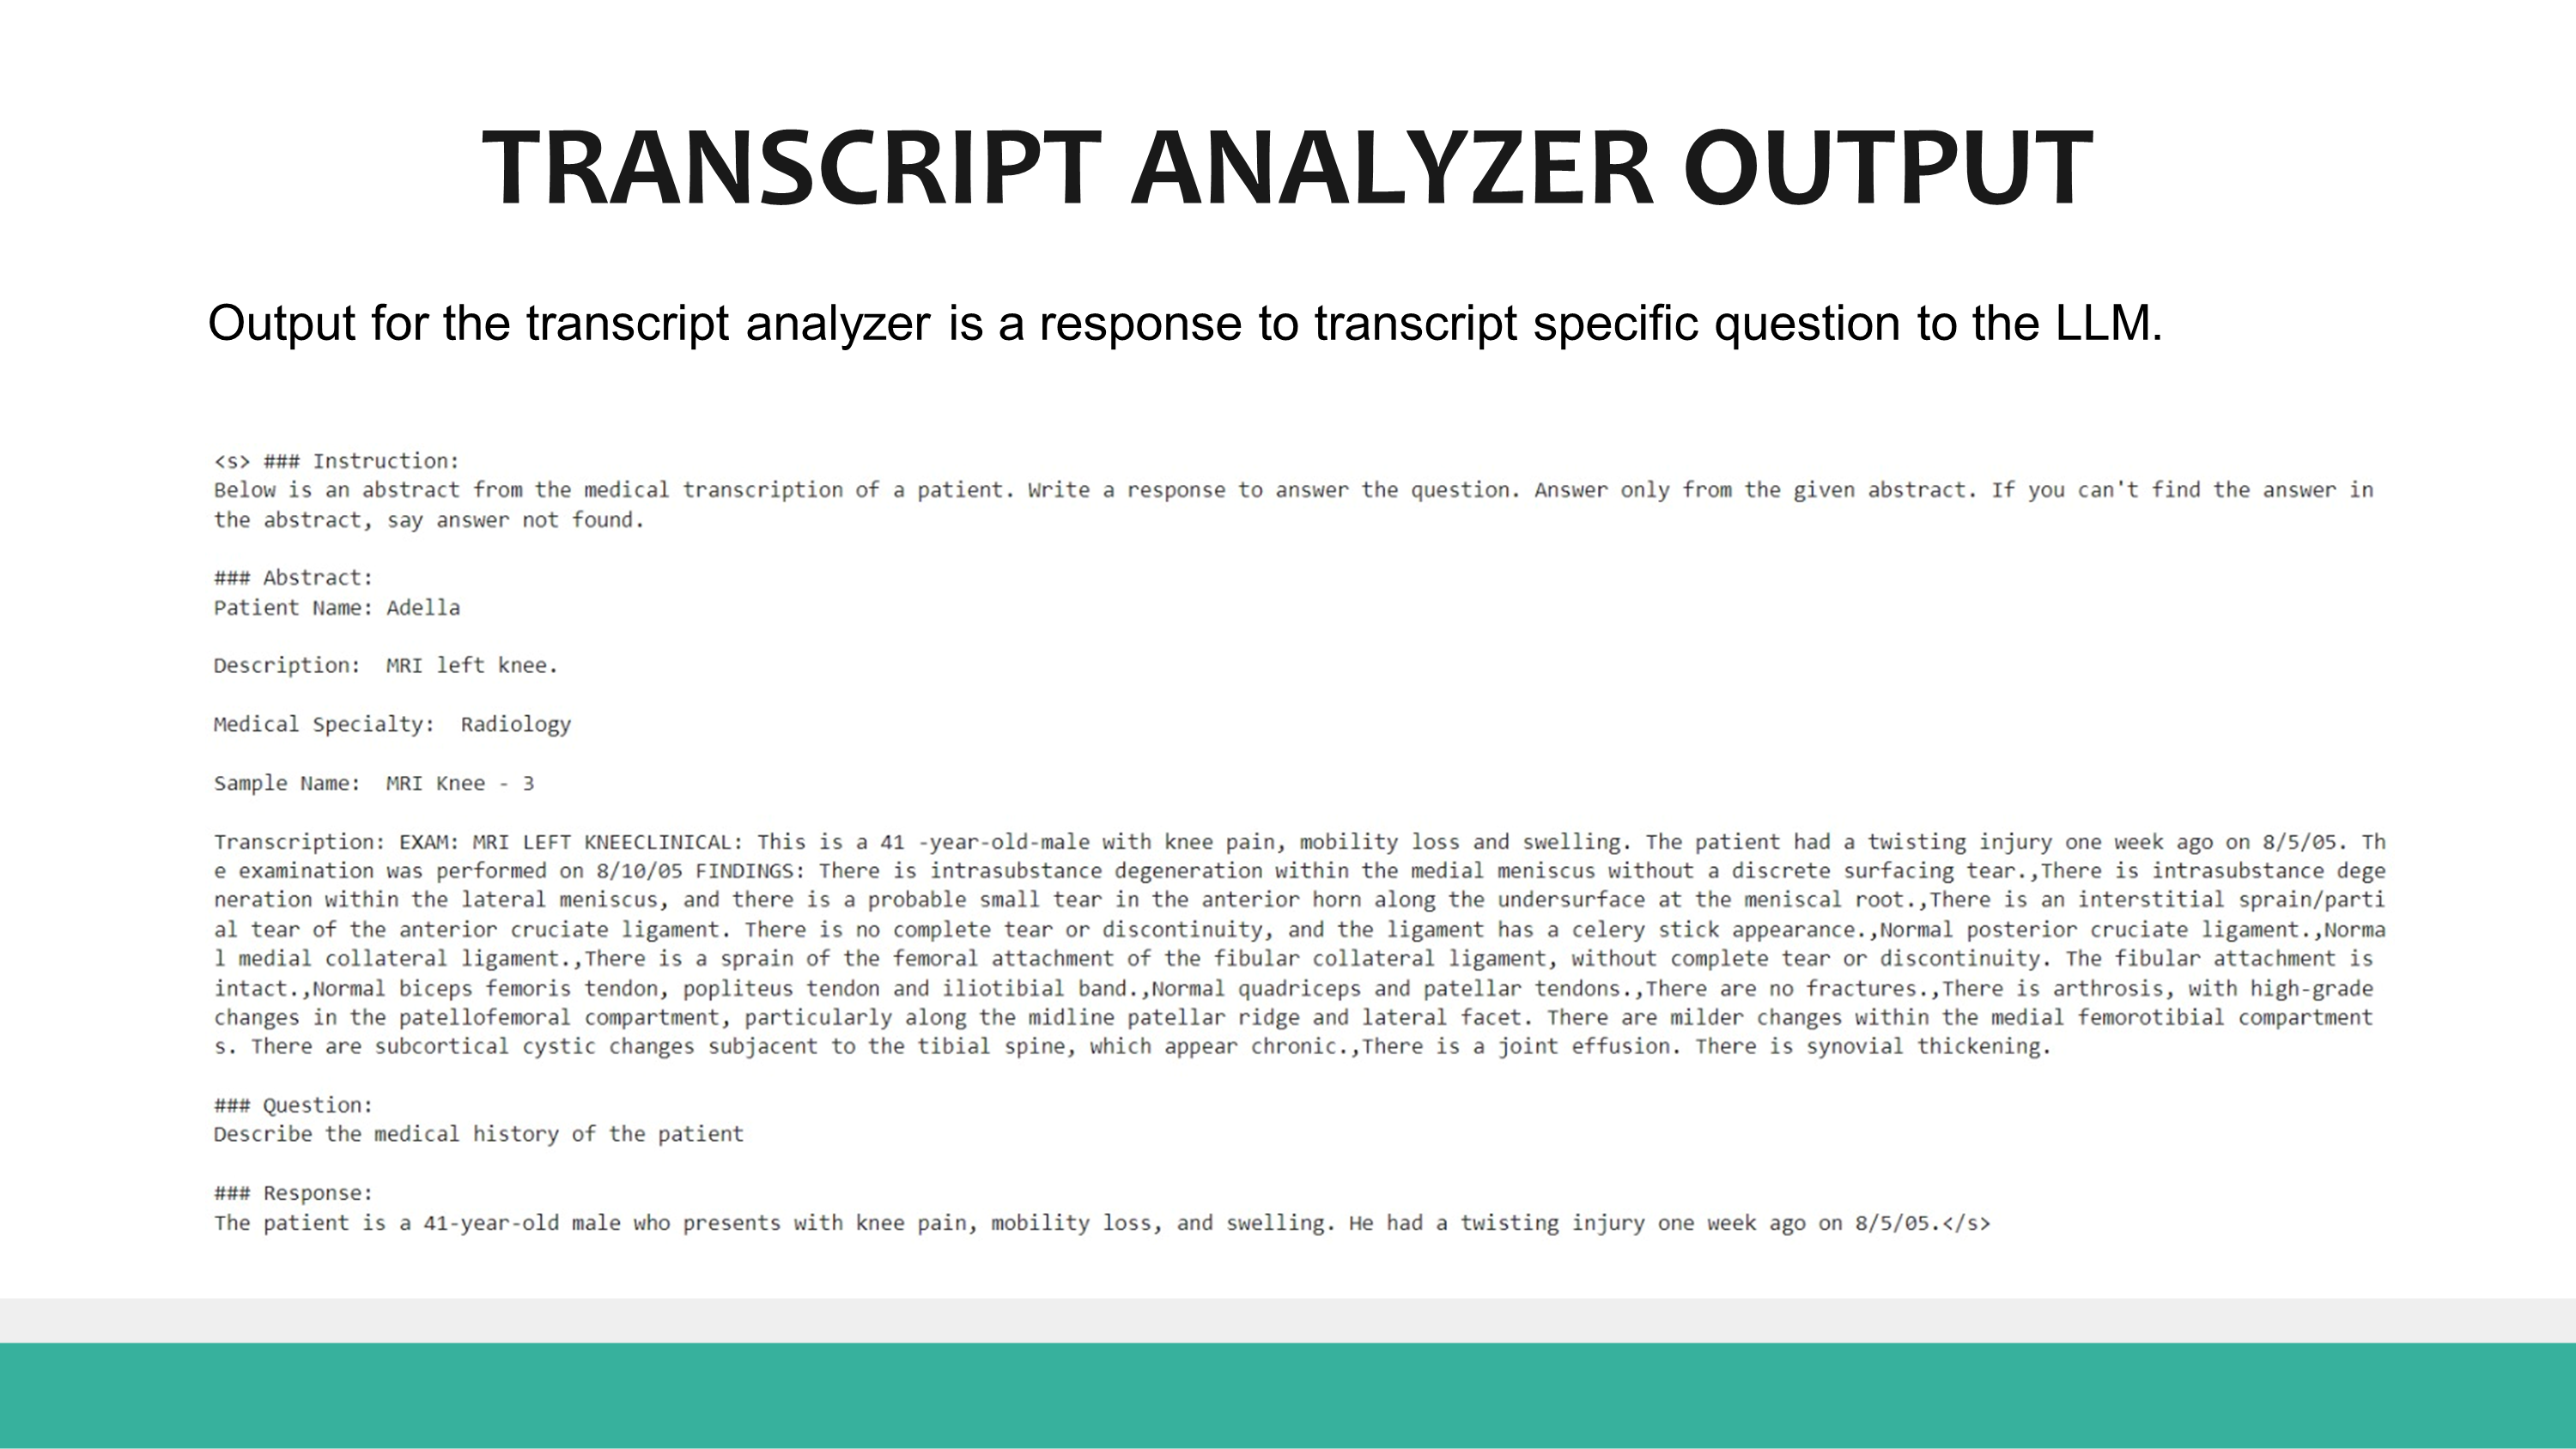 TRANSCRIPT ANALYZER OUTPUT
Output for the transcript analyzer is a response to transcript specific question to the LLM.
<s> ### Instruction:
Below is an abstract from the medical transcription of a patient. Write a response to answer the question. Answer only from the given abstract. If you can't find the answer in
the abstract, say answer not found.
### Abstract:
Patient Name: Adella
Description:  MRI left knee.
Medical Specialty:  Radiology
Sample Name:  MRI Knee - 3
Transcription: EXAM: MRI LEFT KNEECLINICAL: This is a 41 -year-old-male with knee pain, mobility loss and swelling. The patient had a twisting injury one week ago on 8/5/05. Th
e examination was performed on 8/10/05 FINDINGS: There is intrasubstance degeneration within the medial meniscus without a discrete surfacing tear.,There is intrasubstance dege
neration within the lateral meniscus, and there is a probable small tear in the anterior horn along the undersurface at the meniscal root.,There is an interstitial sprain/parti
al tear of the anterior cruciate ligament. There is no complete tear or discontinuity, and the ligament has a celery stick appearance.,Normal posterior cruciate ligament.,Norma
l medial collateral ligament.,There is a sprain of the femoral attachment of the fibular collateral ligament, without complete tear or discontinuity. The fibular attachment is
intact.,Normal biceps femoris tendon, popliteus tendon and iliotibial band.,Normal quadriceps and patellar tendons.,There are no fractures.,There is arthrosis, with high-grade
changes in the patellofemoral compartment, particularly along the midline patellar ridge and lateral facet. There are milder changes within the medial femorotibial compartment
s. There are subcortical cystic changes subjacent to the tibial spine, which appear chronic.,There is a joint effusion. There is synovial thickening.
### Question:
Describe the medical history of the patient
### Response:
The patient is a 41-year-old male who presents with knee pain, mobility loss, and swelling. He had a twisting injury one week ago on 8/5/05.</s>